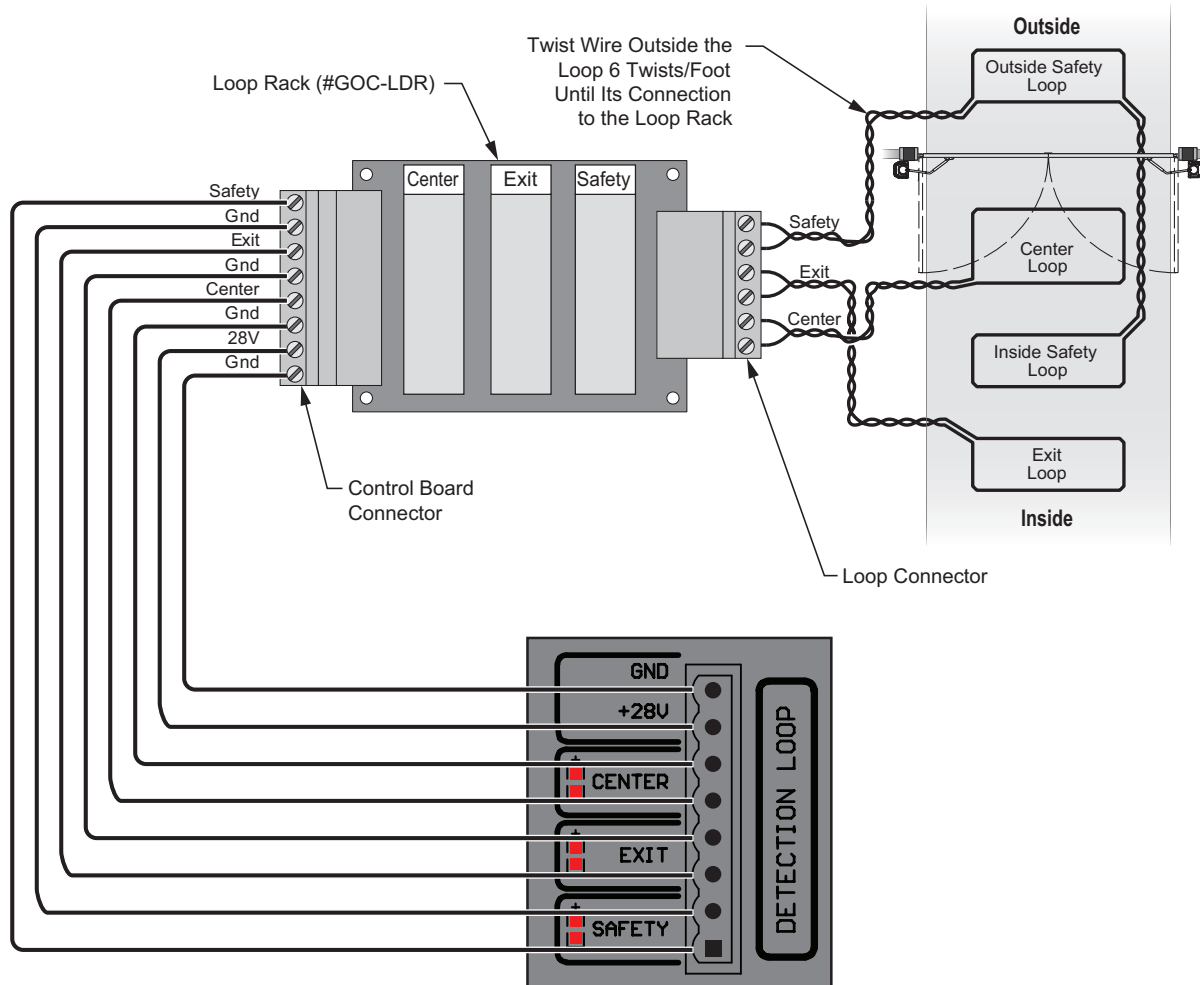 Outside
Twist Wire Outside the
Loop 6 Twists/Foot
Until Its Connection
to the Loop Rack
Outside Safety
Loop
Loop Rack (#GOC-LDR)
Center
Exit
Safety
Safety
Gnd
Exit
Gnd
Center
Gnd
28V
Gnd
Safety
Exit
Center
Center
Loop
Inside Safety
Loop
Exit
Loop
Inside
Control Board
Connector
Loop Connector
GND
+28V
+
CENTER
+
EXIT
+
SAFETY
DETECTION LOOP